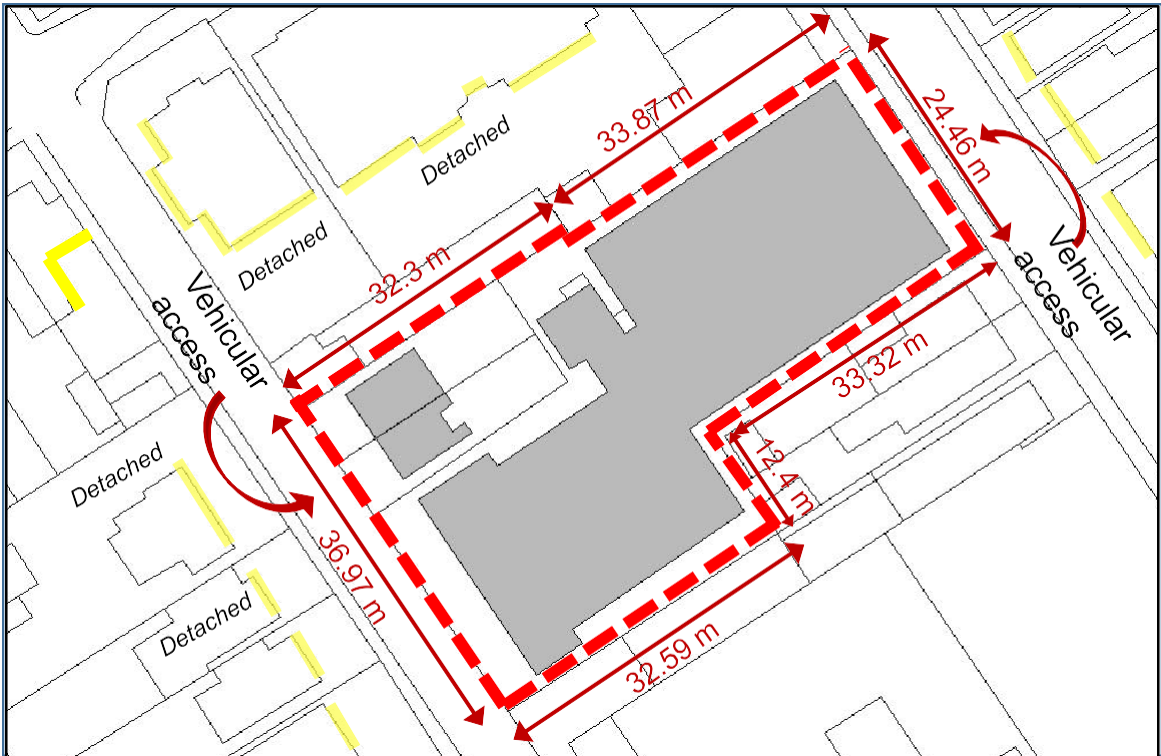 33.87 m
24.46 m
Detached
Detached
32.3 m
Vehicular
access
Vehicular
access
33.32 m
12.4 m
Detached
36.97 m
Detached
32.59 m